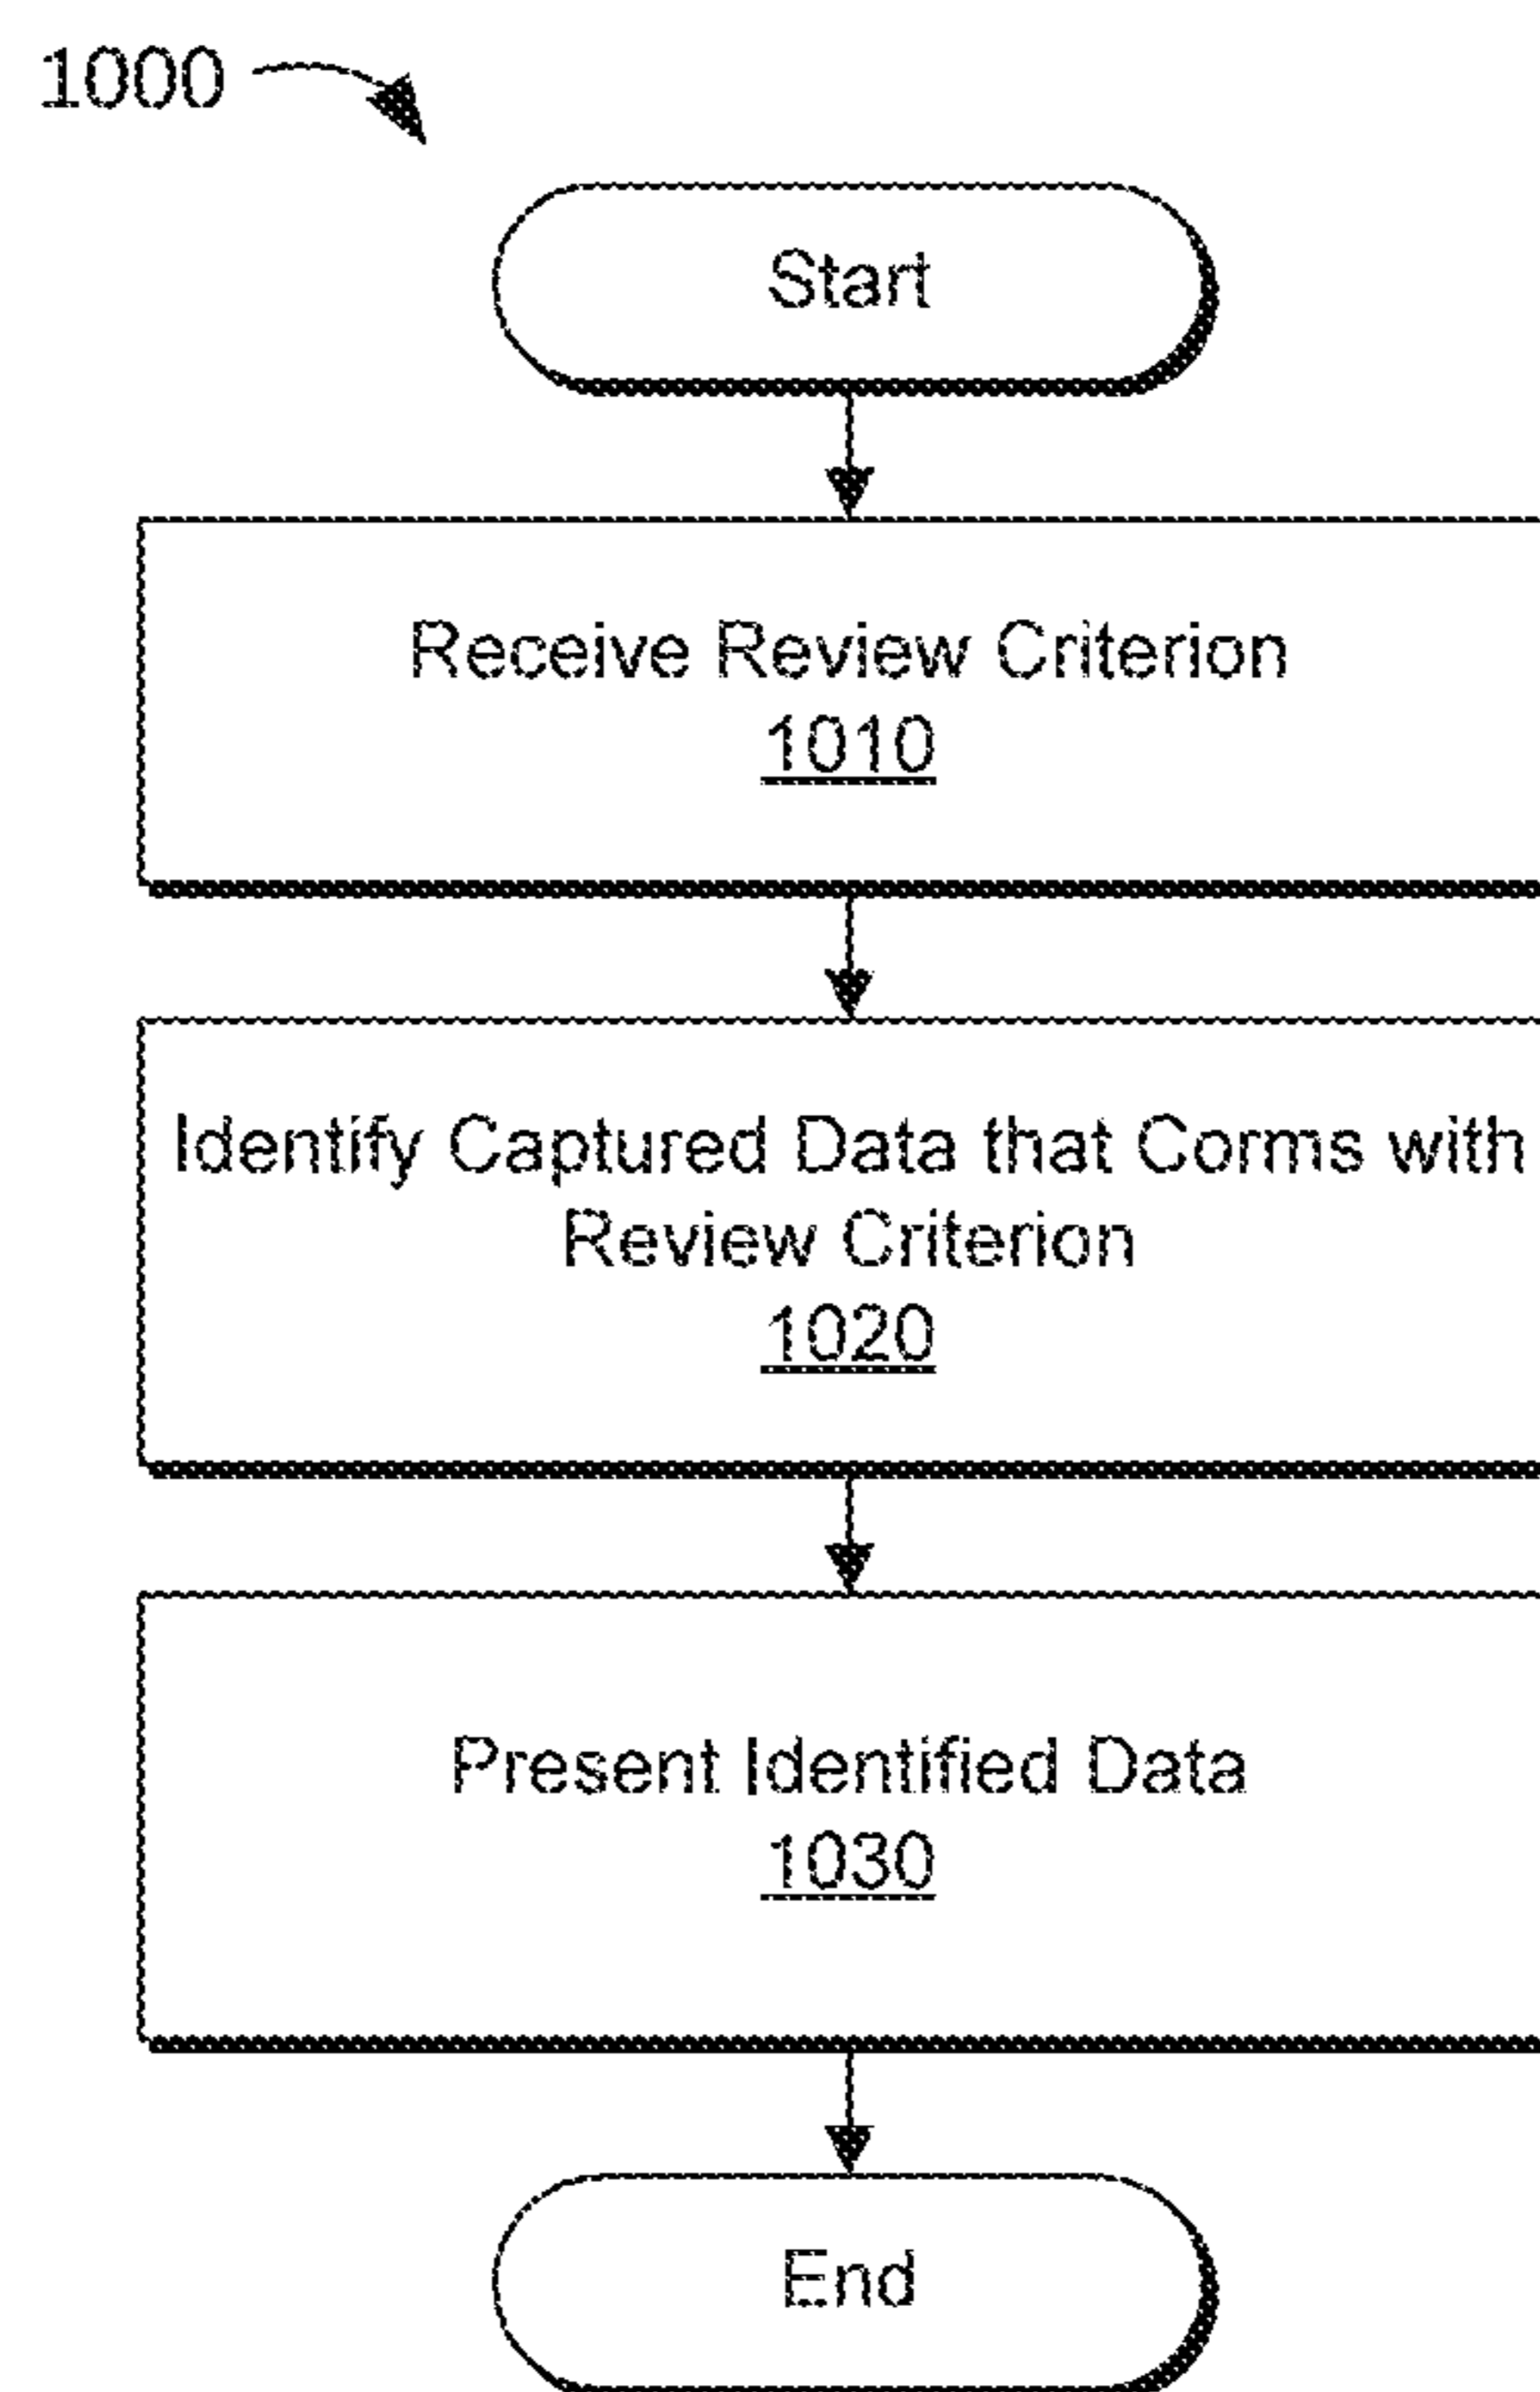 1000
Start
Receive Review Criterion
1010
Identify Captured Data that Corms with
Review Criterion
1020
Present Identified Data
1030
End